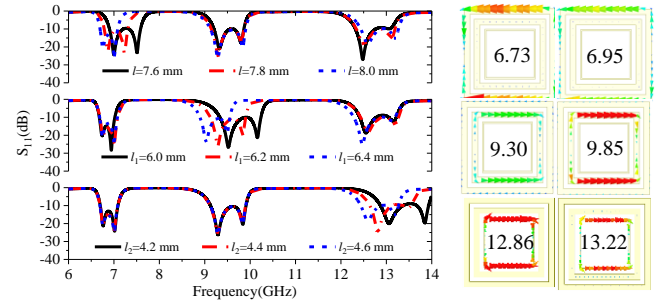 0
-10
-20
-30
l=7.6 mm l=7.8 mm l=8.0 mm
0
-10
-20
-30
-40
l₁=6.0 mm l₁=6.2 mm l₁=6.4 mm
0
-10
-20
-30
-40
l₂=4.2 mm l₂=4.4 mm l₂=4.6 mm
S₁₁(dB)
6 7 8 9 10 11 12 13 14
Frequency(GHz)
6.73 6.95
9.30 9.85
12.86 13.22